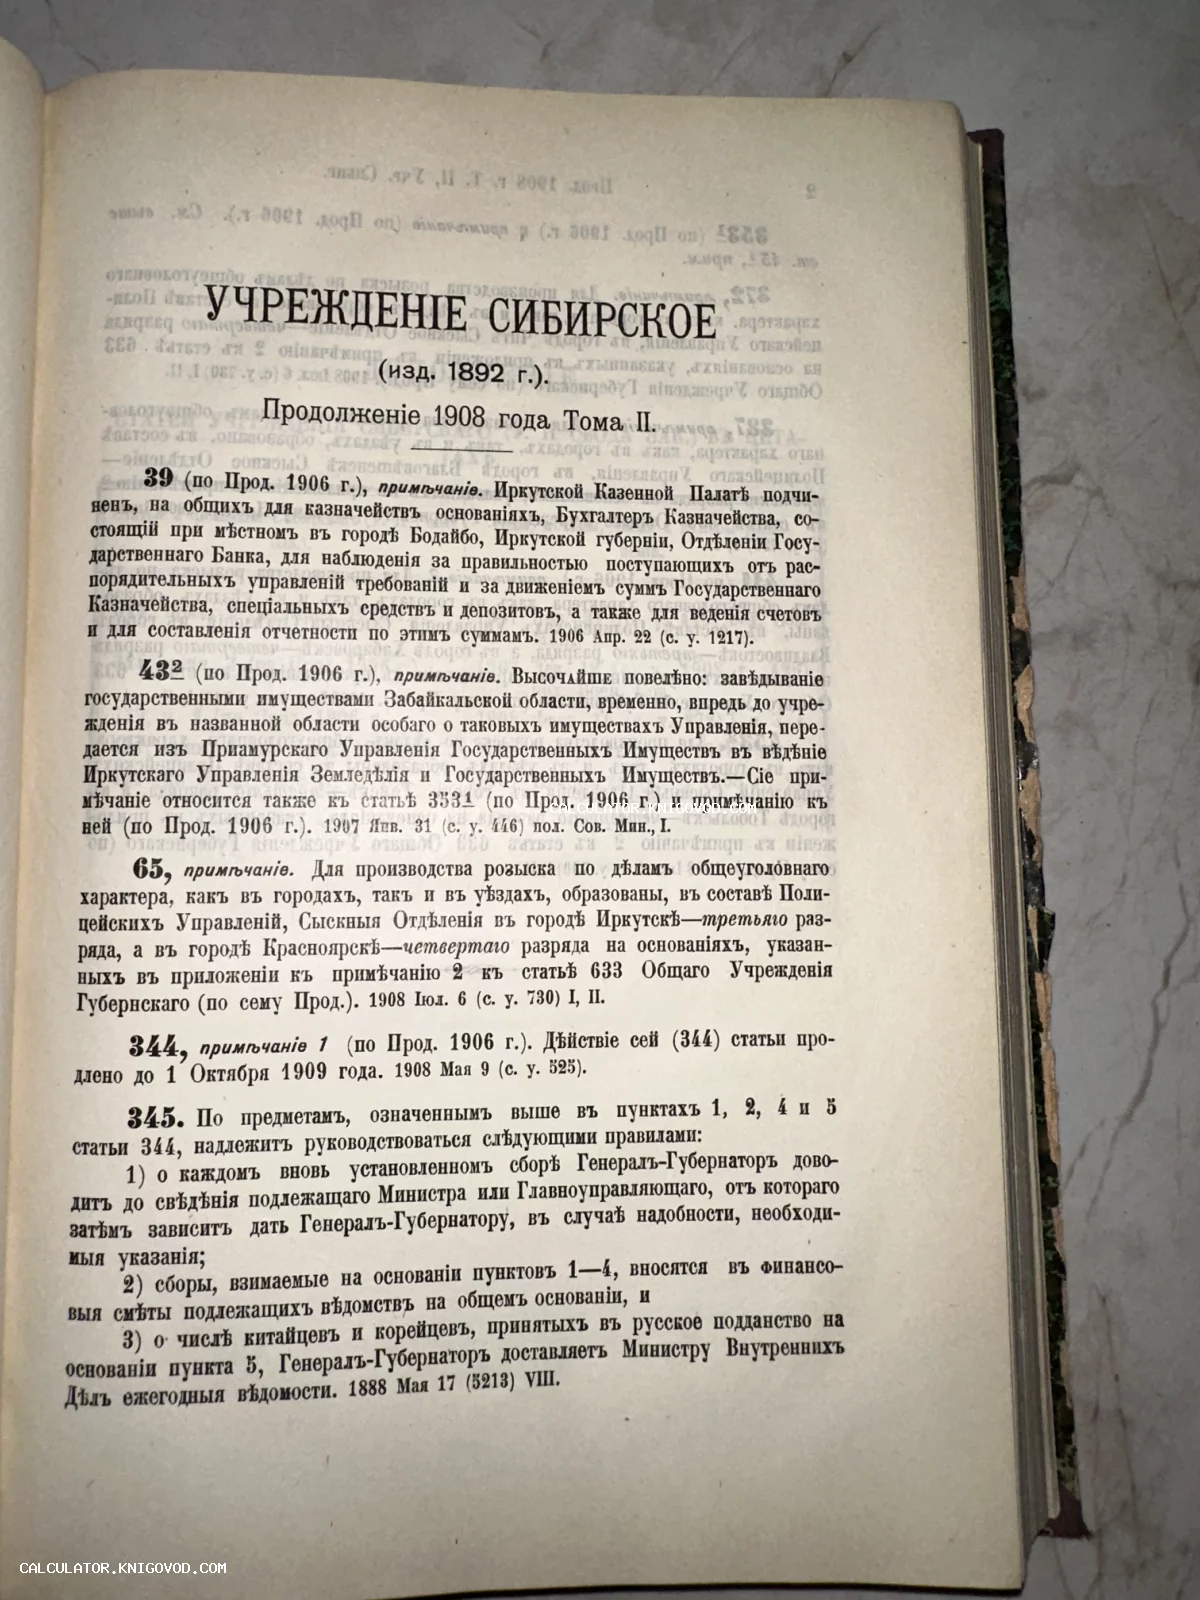 УЧРЕЖДЕНІЕ СИБИРСКОЕ
(изд. 1892 г.).
Продолженіе 1908 года Тома II.
39 (по Прод. 1906 г.), примѣчаніе. Иркутской Казенной Палатѣ подчи-
ненъ, на общихъ для казначействъ основаніяхъ, Бухгалтеръ Казначейства, со-
стоящій при мѣстномъ въ городѣ Бодайбо, Иркутской губерніи, Отдѣленіи Госу-
дарственнаго Банка, для наблюденія за правильностью поступающихъ отъ рас-
порядительныхъ управленій требованій и за движеніемъ суммъ Государственнаго
Казначейства, спеціальныхъ средствъ и депозитовъ, а также для веденія счетовъ
и для составленія отчетности по этимъ суммамъ. 1906 Апр. 22 (с. у. 1217).
43² (по Прод. 1906 г.), примѣчаніе. Высочайше повелѣно: завѣдываніе
государственными имуществами Забайкальской области, временно, впредь до учре-
жденія въ названной области особаго о таковыхъ имуществахъ Управленія, пере-
дается изъ Приамурскаго Управленія Государственныхъ Имуществъ въ вѣдѣніе
Иркутскаго Управленія Земледѣлія и Государственныхъ Имуществъ.—Сіе при-
мѣчаніе относится также къ статьѣ 353¹ (по Прод. 1906 г.) и примѣчанію къ
ней (по Прод. 1906 г.). 1907 Янв. 31 (с. у. 446) пол. Сов. Мин., I.
65, примѣчаніе. Для производства розыска по дѣламъ общеуголовнаго
характера, какъ въ городахъ, такъ и въ уѣздахъ, образованы, въ составѣ Поли-
цейскихъ Управленій, Сыскныя Отдѣленія въ городѣ Иркутскѣ—третьяго раз-
ряда, а въ городѣ Красноярскѣ—четвертаго разряда на основаніяхъ, указан-
ныхъ въ приложеніи къ примѣчанію 2 къ статьѣ 633 Общаго Учрежденія
Губернскаго (по сему Прод.). 1908 Іюл. 6 (с. у. 730) I, II.
344, примѣчаніе 1 (по Прод. 1906 г.). Дѣйствіе сей (344) статьи про-
длено до 1 Октября 1909 года. 1908 Мая 9 (с. у. 525).
345. По предметамъ, означеннымъ выше въ пунктахъ 1, 2, 4 и 5
статьи 344, надлежитъ руководствоваться слѣдующими правилами:
1) о каждомъ вновь установленномъ сборѣ Генералъ-Губернаторъ дово-
дитъ до свѣдѣнія подлежащаго Министра или Главноуправляющаго, отъ котораго
затѣмъ зависитъ дать Генералъ-Губернатору, въ случаѣ надобности, необходи-
мыя указанія;
2) сборы, взимаемые на основаніи пунктовъ 1—4, вносятся въ финансо-
выя смѣты подлежащихъ вѣдомствъ на общемъ основаніи, и
3) о числѣ китайцевъ и корейцевъ, принятыхъ въ русское подданство на
основаніи пункта 5, Генералъ-Губернаторъ доставляетъ Министру Внутреннихъ
Дѣлъ ежегодныя вѣдомости. 1888 Мая 17 (5213) VIII.
CALCULATOR.KNIGOVOD.COM
CALCULATOR.KNIGOVOD.COM